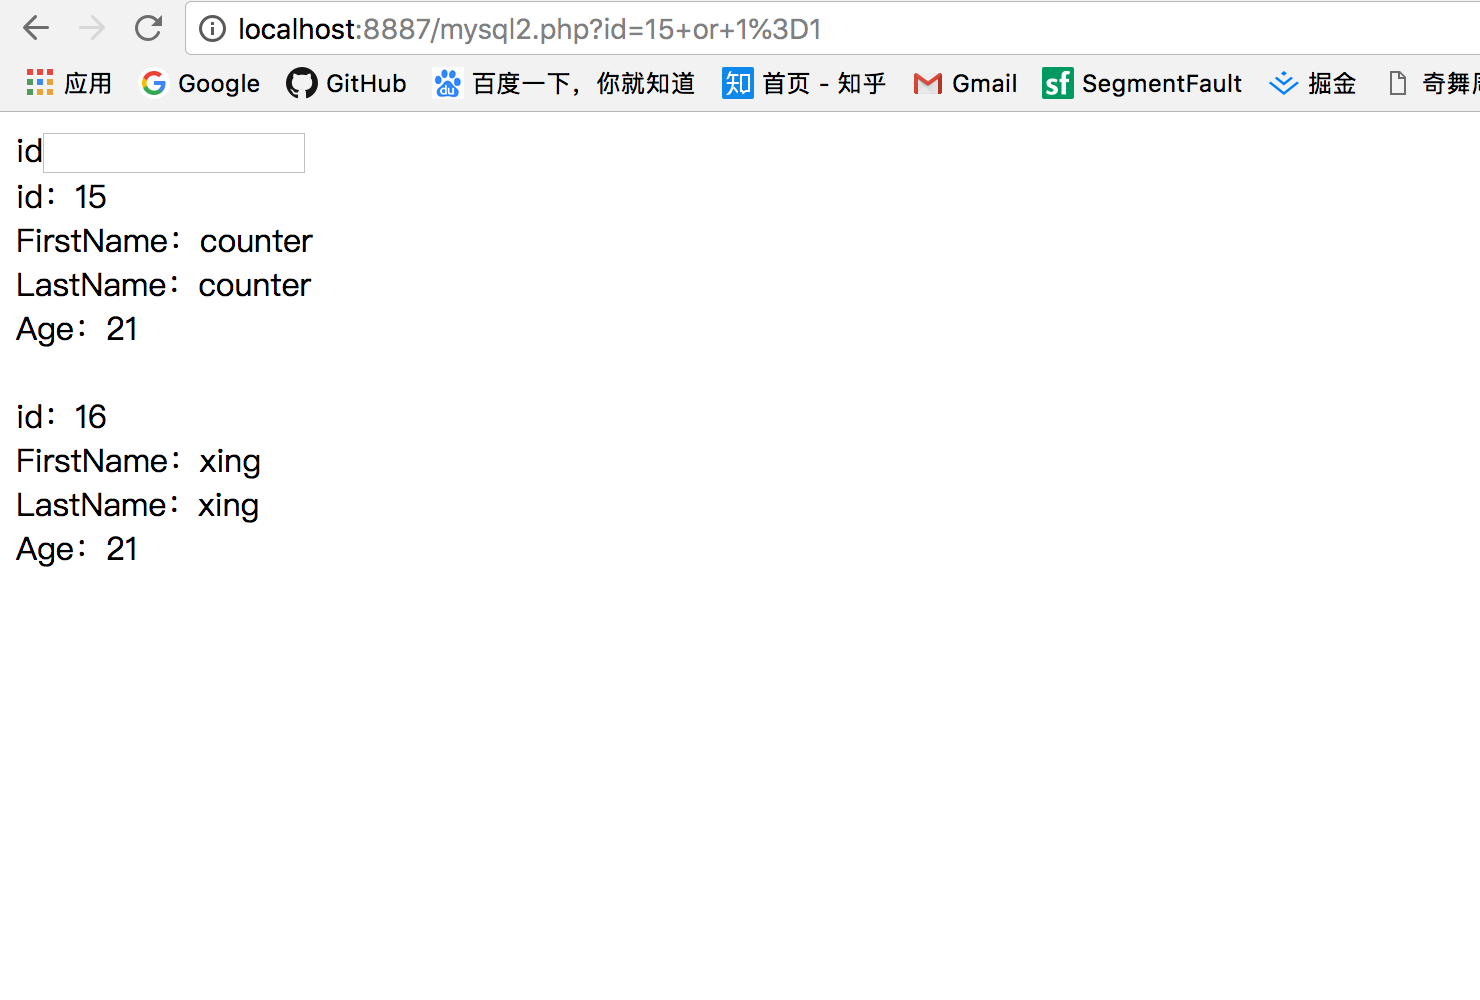 localhost:8887/mysql2.php?id=15+or+1%3D1
应用 Google GitHub du 百度一下，你就知道 知 首页 - 知乎 Gmail sf SegmentFault 掘金 奇舞
id
id：15
FirstName：counter
LastName：counter
Age：21
id：16
FirstName：xing
LastName：xing
Age：21